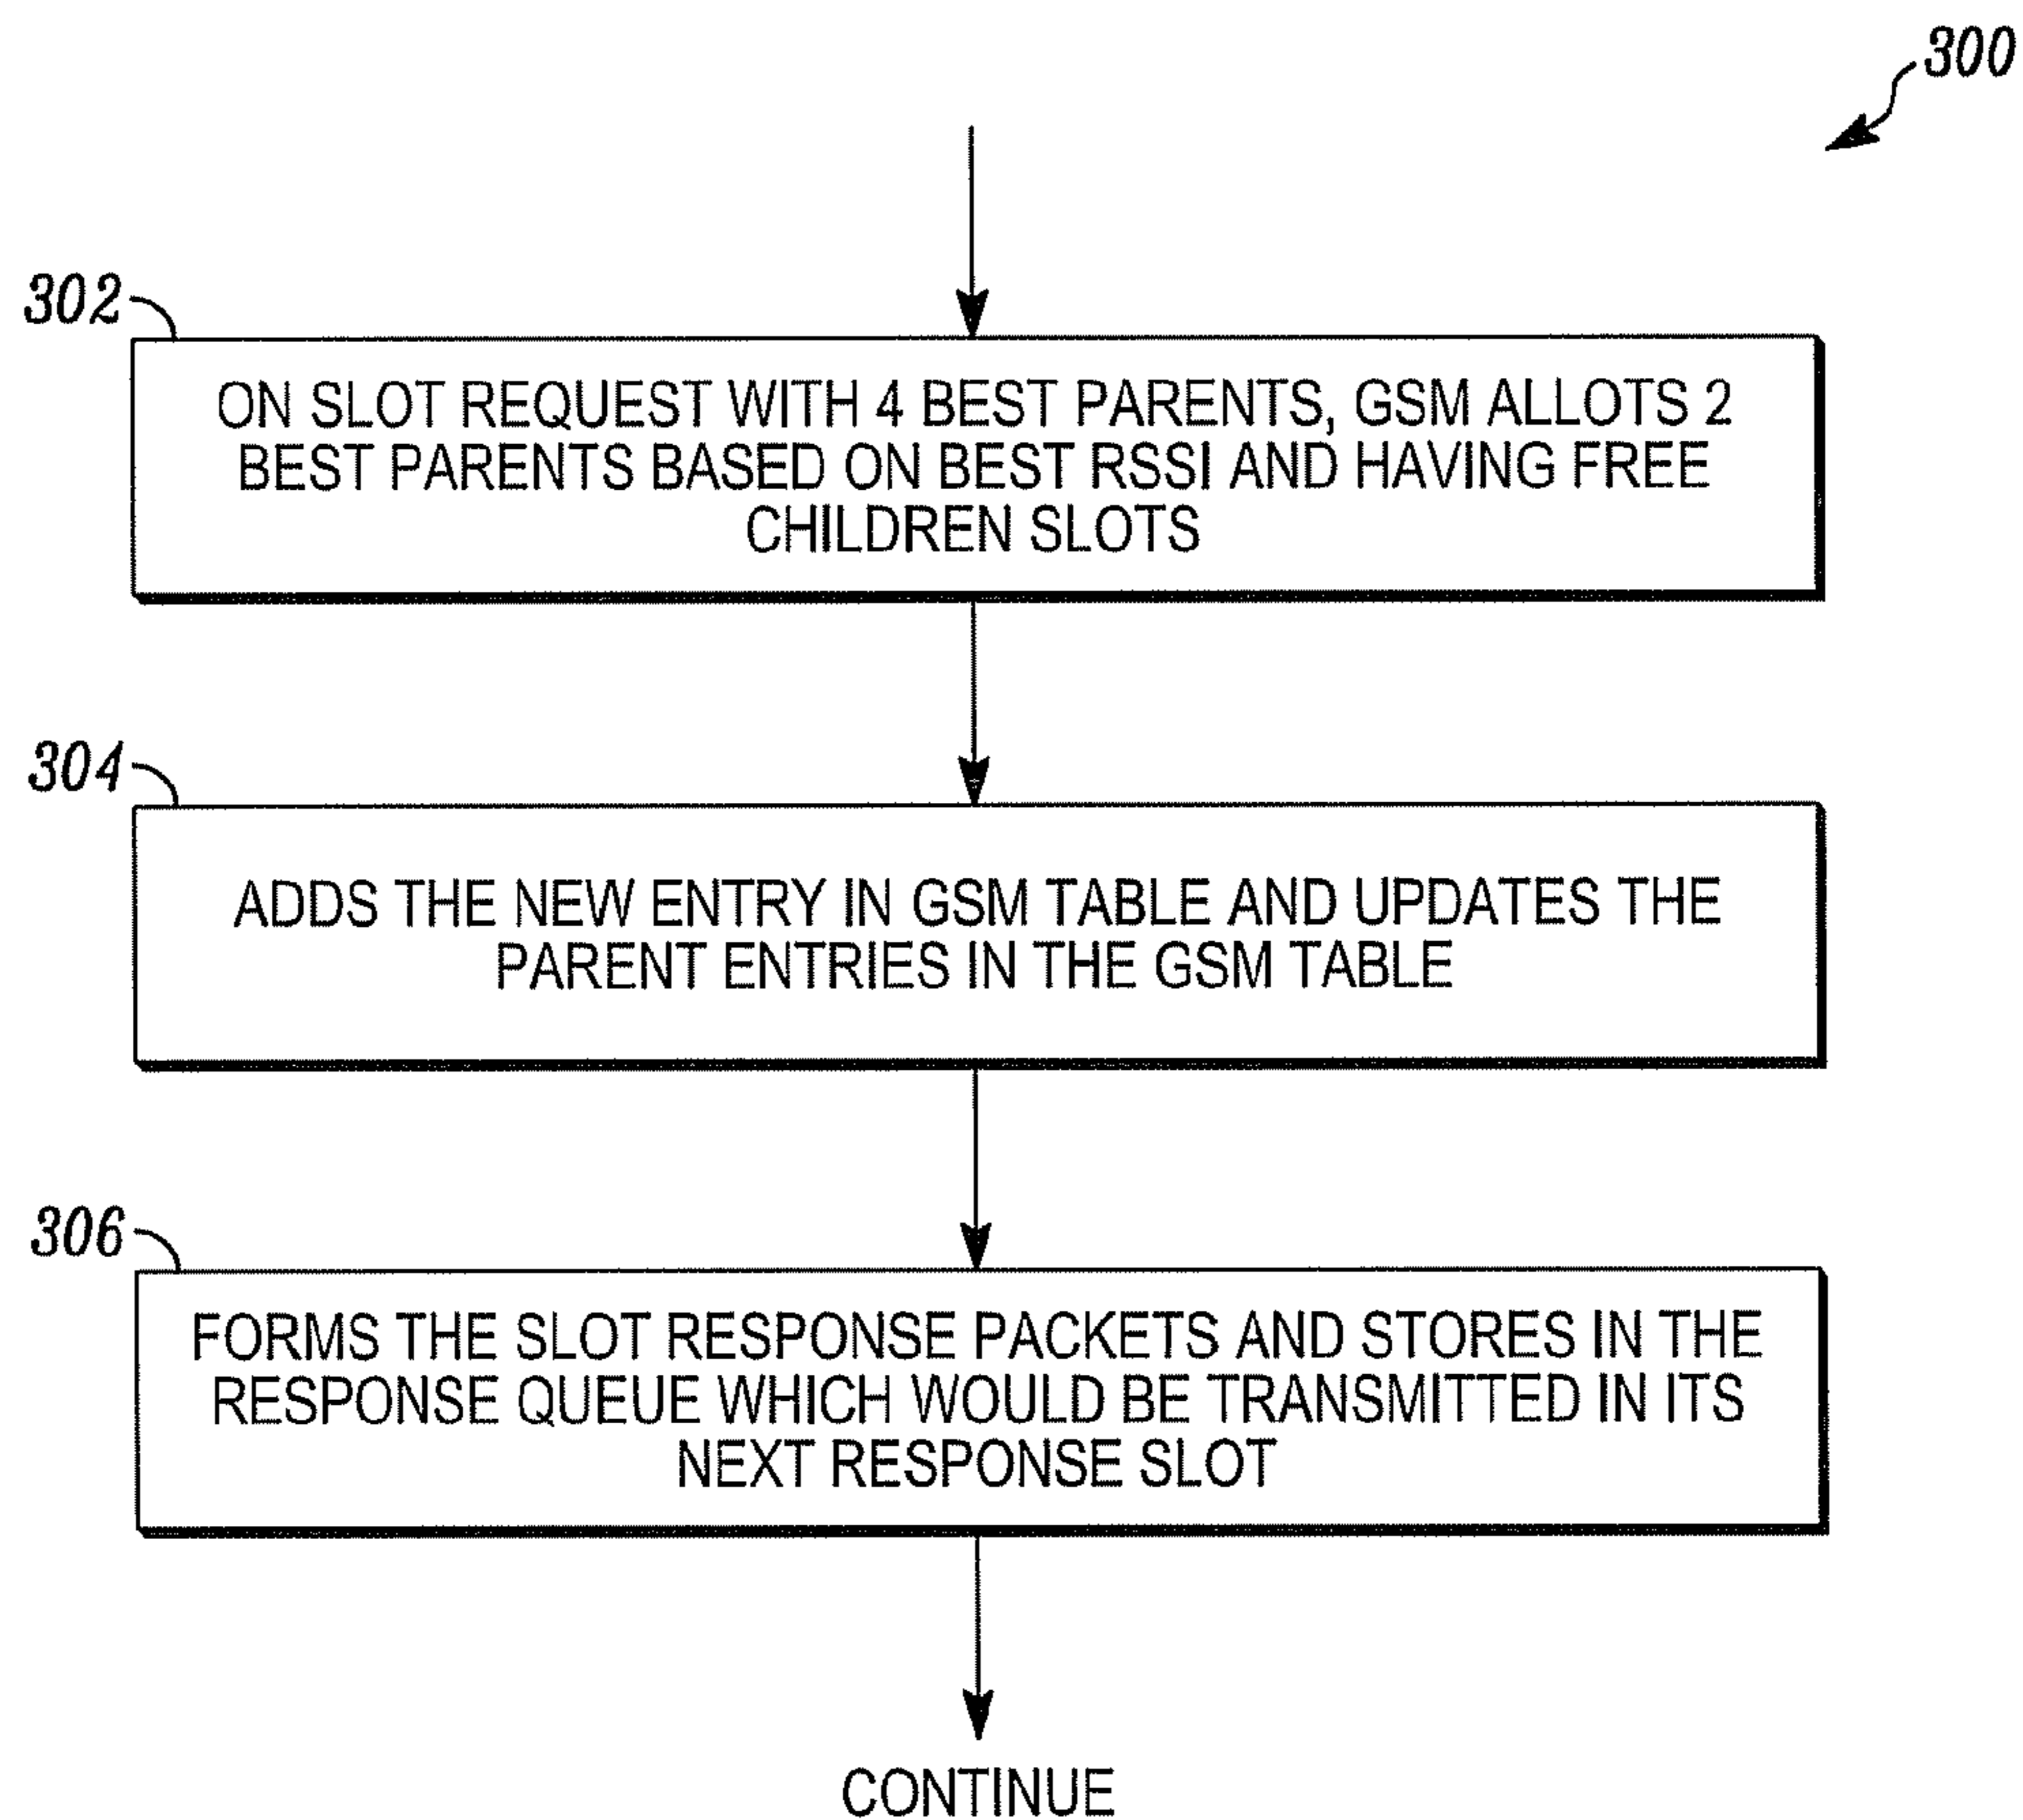 300
302
ON SLOT REQUEST WITH 4 BEST PARENTS, GSM ALLOTS 2
BEST PARENTS BASED ON BEST RSSI AND HAVING FREE
CHILDREN SLOTS
304
ADDS THE NEW ENTRY IN GSM TABLE AND UPDATES THE
PARENT ENTRIES IN THE GSM TABLE
306
FORMS THE SLOT RESPONSE PACKETS AND STORES IN THE
RESPONSE QUEUE WHICH WOULD BE TRANSMITTED IN ITS
NEXT RESPONSE SLOT
CONTINUE